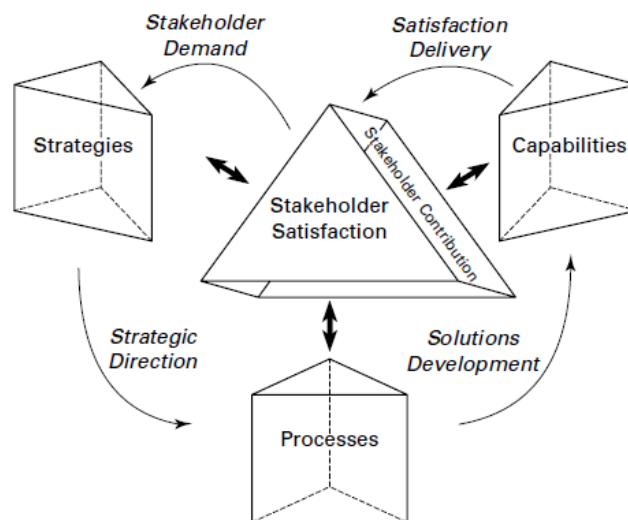 Stakeholder
Demand
Satisfaction
Delivery
Strategies
Capabilities
Stakeholder Contribution
Stakeholder
Satisfaction
Strategic
Direction
Solutions
Development
Processes